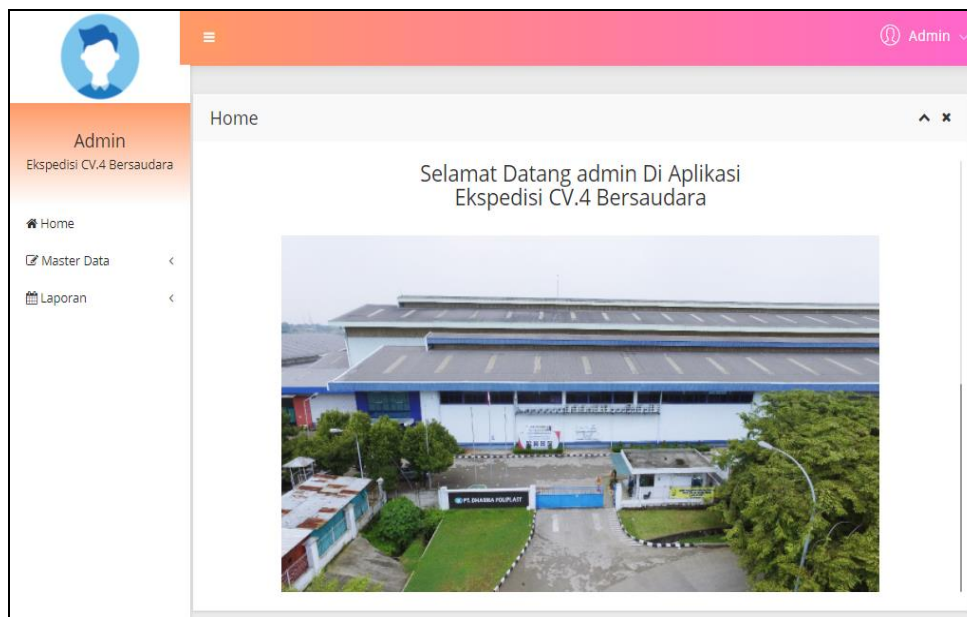 Admin
Home
Admin
Ekspedisi CV.4 Bersaudara
Home
Master Data
Laporan
Selamat Datang admin Di Aplikasi
Ekspedisi CV.4 Bersaudara
PT. DHARMA POLIPLATT